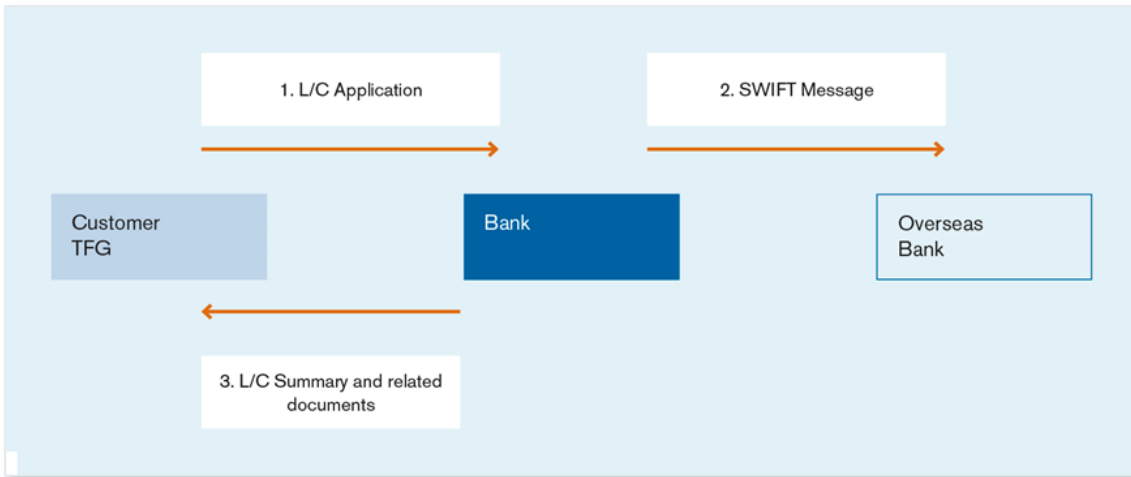 1. L/C Application
2. SWIFT Message
Customer
TFG
Bank
Overseas
Bank
3. L/C Summary and related
documents